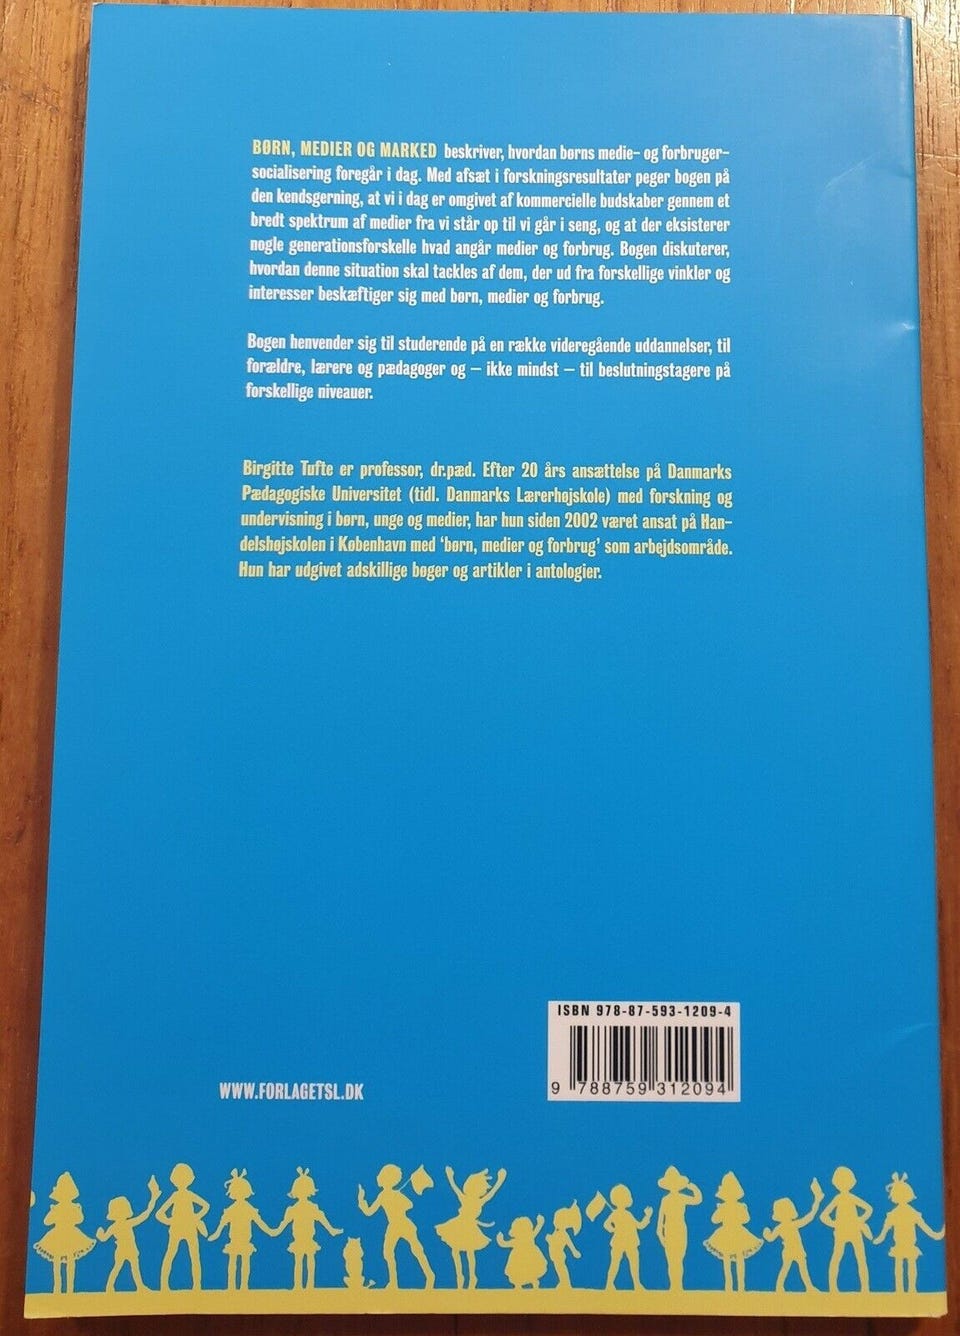 BØRN, MEDIER OG MARKED beskriver, hvordan børns medie- og forbruger-
socialisering foregår i dag. Med afsæt i forskningsresultater peger bogen på
den kendsgerning, at vi i dag er omgivet af kommercielle budskaber gennem et
bredt spektrum af medier fra vi står op til vi går i seng, og at der eksisterer
nogle generationsforskelle hvad angår medier og forbrug. Bogen diskuterer,
hvordan denne situation skal tackles af dem, der ud fra forskellige vinkler og
interesser beskæftiger sig med børn, medier og forbrug.
Bogen henvender sig til studerende på en række videregående uddannelser, til
forældre, lærere og pædagoger og – ikke mindst – til beslutningstagere på
forskellige niveauer.
Birgitte Tufte er professor, dr.pæd. Efter 20 års ansættelse på Danmarks
Pædagogiske Universitet (tidl. Danmarks Lærerhøjskole) med forskning og
undervisning i børn, unge og medier, har hun siden 2002 været ansat på Han-
delshøjskolen i København med 'børn, medier og forbrug' som arbejdsområde.
Hun har udgivet adskillige bøger og artikler i antologier.
ISBN 978-87-593-1209-4
9 788759 312094
WWW.FORLAGETSL.DK